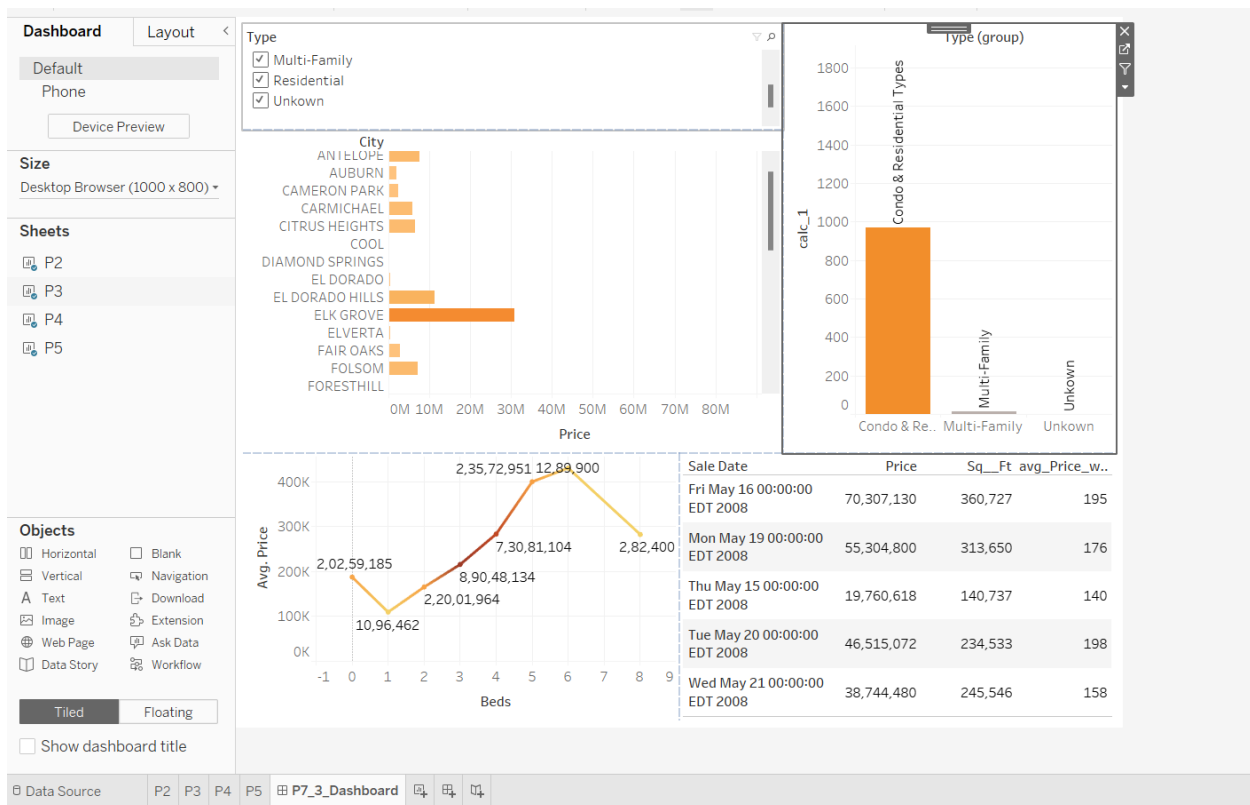 Dashboard
Layout
Default
Phone
Device Preview
Size
Desktop Browser (1000 x 800)
Sheets
P2
P3
P4
P5
Objects
Horizontal
Blank
Vertical
Navigation
Text
Download
Image
Extension
Web Page
Ask Data
Data Story
Workflow
Tiled
Floating
Show dashboard title
Type
Multi-Family
Residential
Unkown
City
ANTELOPE
AUBURN
CAMERON PARK
CARMICHAEL
CITRUS HEIGHTS
COOL
DIAMOND SPRINGS
EL DORADO
EL DORADO HILLS
ELK GROVE
ELVERTA
FAIR OAKS
FOLSOM
FORESTHILL
0M 10M 20M 30M 40M 50M 60M 70M 80M
Price
Type (group)
calc_1
1800
1600
1400
1200
1000
800
600
400
200
0
Condo & Residential Types
Multi-Family
Unkown
Condo & Re.. Multi-Family Unkown
Avg. Price
400K
300K
200K
100K
0K
2,02,59,185
10,96,462
2,20,01,964
8,90,48,134
7,30,81,104
2,35,72,951
12,89,900
2,82,400
-1 0 1 2 3 4 5 6 7 8 9
Beds
Sale Date Price Sq__Ft avg_Price_w..
Fri May 16 00:00:00
EDT 2008 70,307,130 360,727 195
Mon May 19 00:00:00
EDT 2008 55,304,800 313,650 176
Thu May 15 00:00:00
EDT 2008 19,760,618 140,737 140
Tue May 20 00:00:00
EDT 2008 46,515,072 234,533 198
Wed May 21 00:00:00
EDT 2008 38,744,480 245,546 158
Data Source P2 P3 P4 P5 P7_3_Dashboard